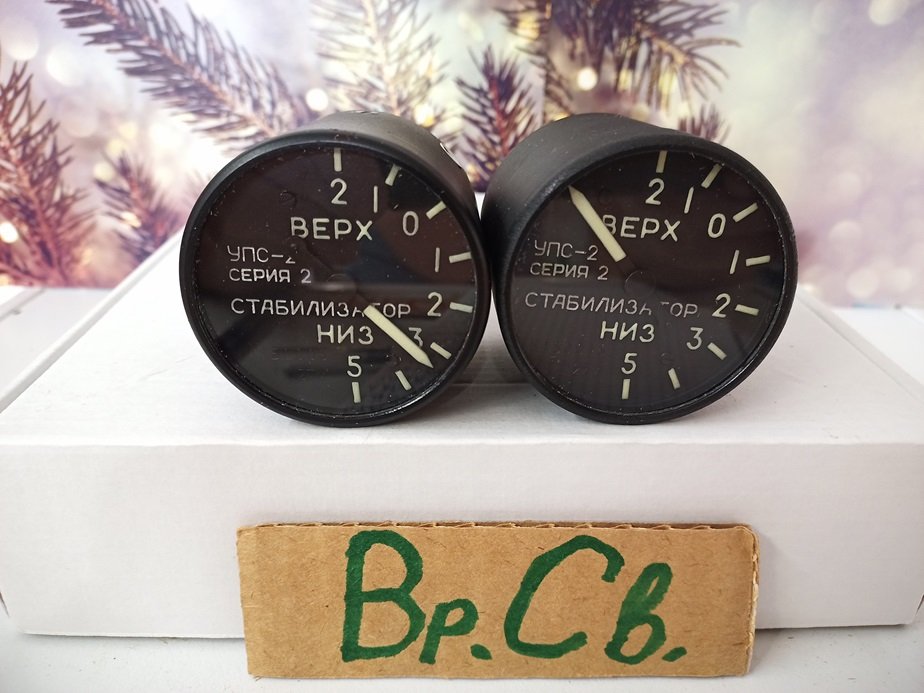 2
1
ВЕРХ 0
УПС-2
СЕРИЯ 2
1
СТАБИЛИЗАТОР 2
НИЗ 3
5
2
1
ВЕРХ 0
УПС-2
СЕРИЯ 2
1
СТАБИЛИЗАТОР 2
НИЗ 3
5
Вр.Св.